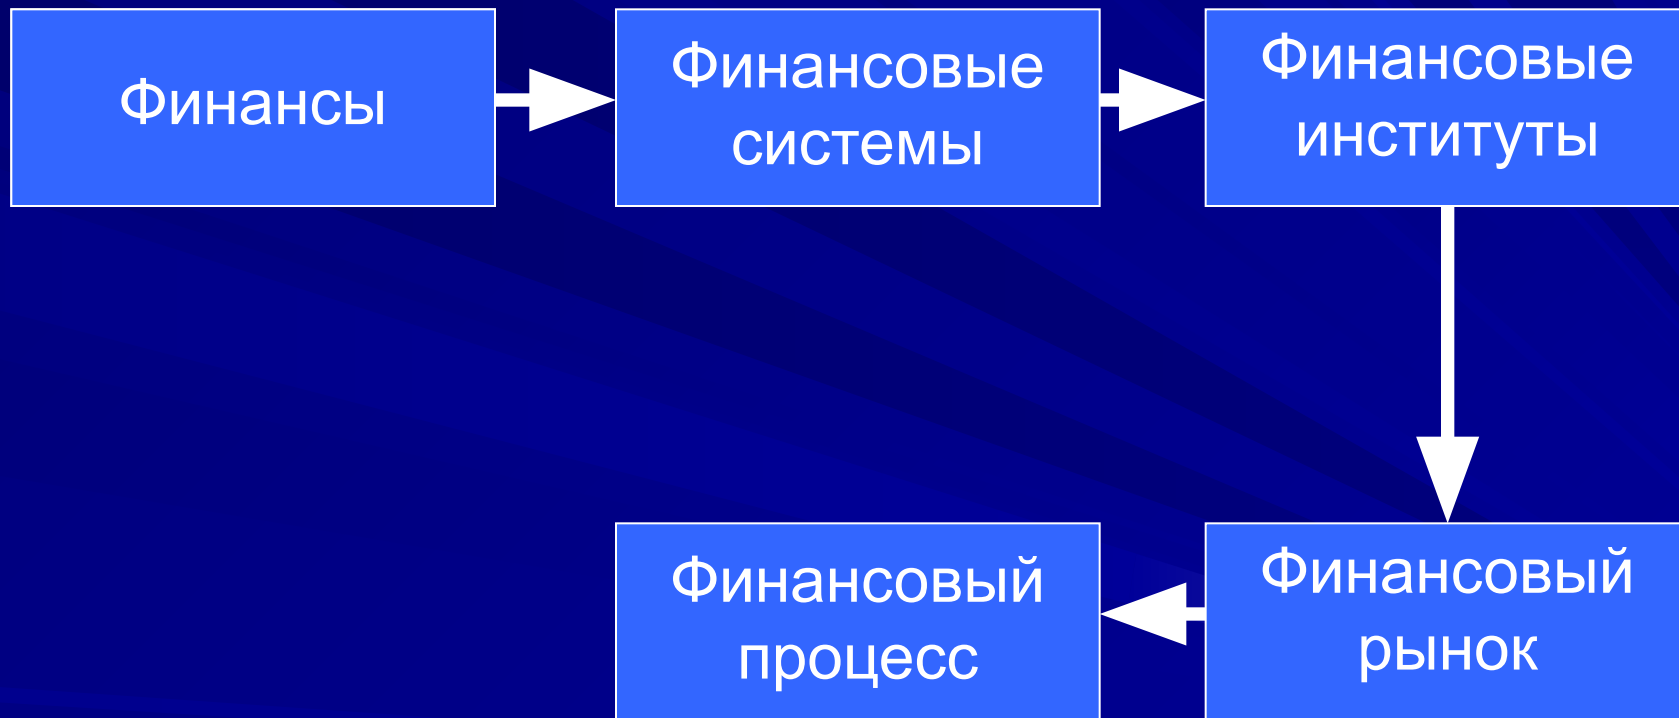 Финансы
Финансовые
системы
Финансовые
институты
Финансовый
рынок
Финансовый
процесс